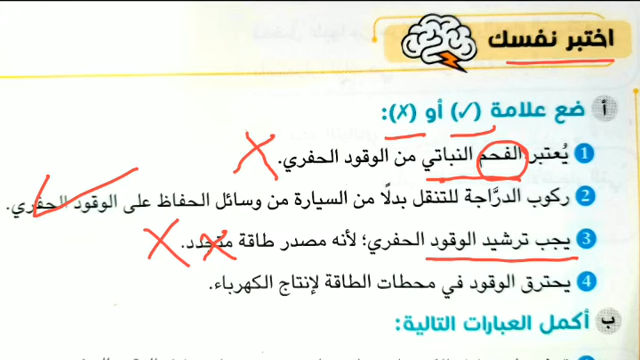 اختبر نفسك
أ ضع علامة (✓) أو (✗):
1 يُعتبر الفحم النباتي من الوقود الحفري.
2 ركوب الدرَّاجة للتنقل بدلًا من السيارة من وسائل الحفاظ على الوقود الحفري.
3 يجب ترشيد الوقود الحفري؛ لأنه مصدر طاقة متجدد.
4 يحترق الوقود في محطات الطاقة لإنتاج الكهرباء.
ب أكمل العبارات التالية: